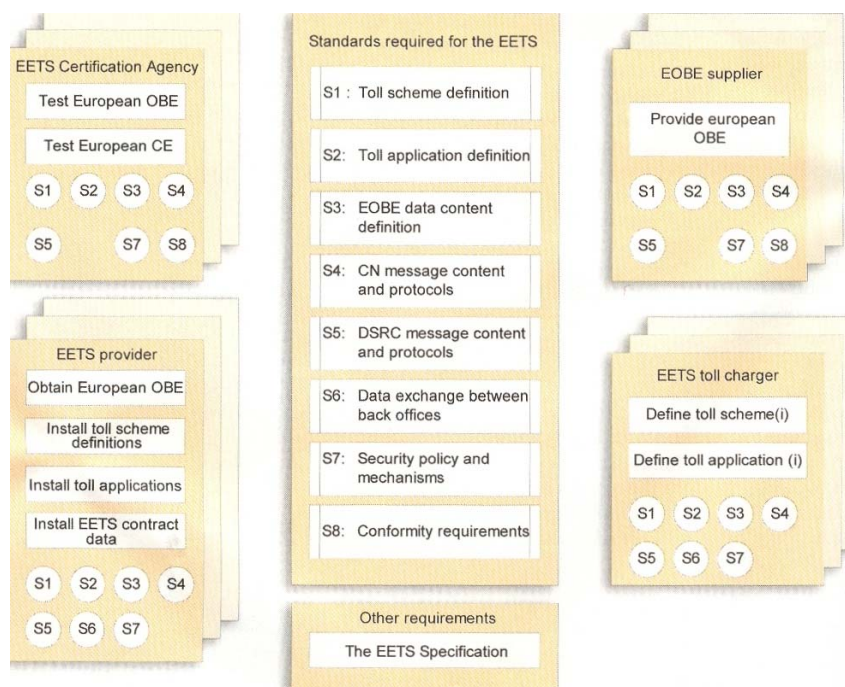 EETS Certification Agency
Test European OBE
Test European CE
S1 S2 S3 S4
S5 S7 S8
EETS provider
Obtain European OBE
Install toll scheme
definitions
Install toll applications
Install EETS contract
data
S1 S2 S3 S4
S5 S6 S7
Standards required for the EETS
S1 : Toll scheme definition
S2: Toll application definition
S3: EOBE data content
definition
S4: CN message content
and protocols
S5: DSRC message content
and protocols
S6: Data exchange between
back offices
S7: Security policy and
mechanisms
S8: Conformity requirements
Other requirements
The EETS Specification
EOBE supplier
Provide european
OBE
S1 S2 S3 S4
S5 S7 S8
EETS toll charger
Define toll scheme(i)
Define toll application (i)
S1 S2 S3 S4
S5 S6 S7